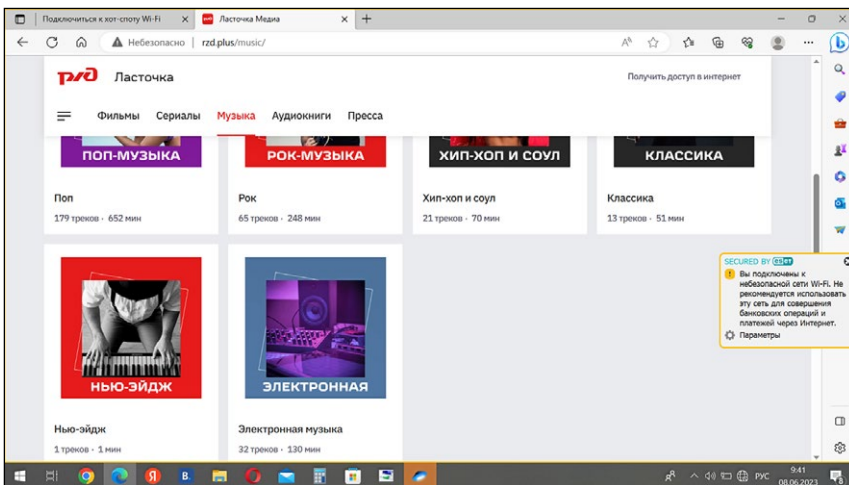 Подключиться к хот-споту Wi-Fi
Ласточка Медиа
Небезопасно
rzd.plus/music/
ржд Ласточка
Получить доступ в интернет
Фильмы Сериалы Музыка Аудиокниги Пресса
ПОП-МУЗЫКА
РОК-МУЗЫКА
ХИП-ХОП И СОУЛ
КЛАССИКА
Поп
179 треков · 652 мин
Рок
65 треков · 248 мин
Хип-хоп и соул
21 треков · 70 мин
Классика
13 треков · 51 мин
НЬЮ-ЭЙДЖ
ЭЛЕКТРОННАЯ
Нью-эйдж
1 треков · 1 мин
Электронная музыка
32 треков · 130 мин
SECURED BY eset
Вы подключены к
небезопасной сети Wi-Fi. Не
рекомендуется использовать
эту сеть для совершения
банковских операций и
платежей через Интернет.
Параметры
РУС
9:41
08.06.2023